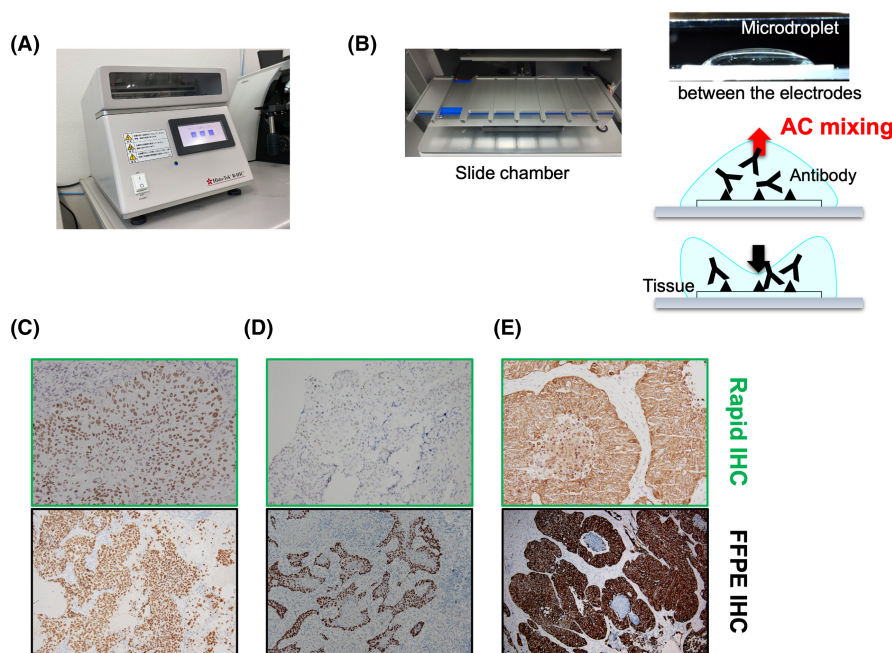 (A)
(B)
Microdroplet
between the electrodes
Slide chamber
AC mixing
Antibody
Tissue
(C)
(D)
(E)
Rapid IHC
FFPE IHC